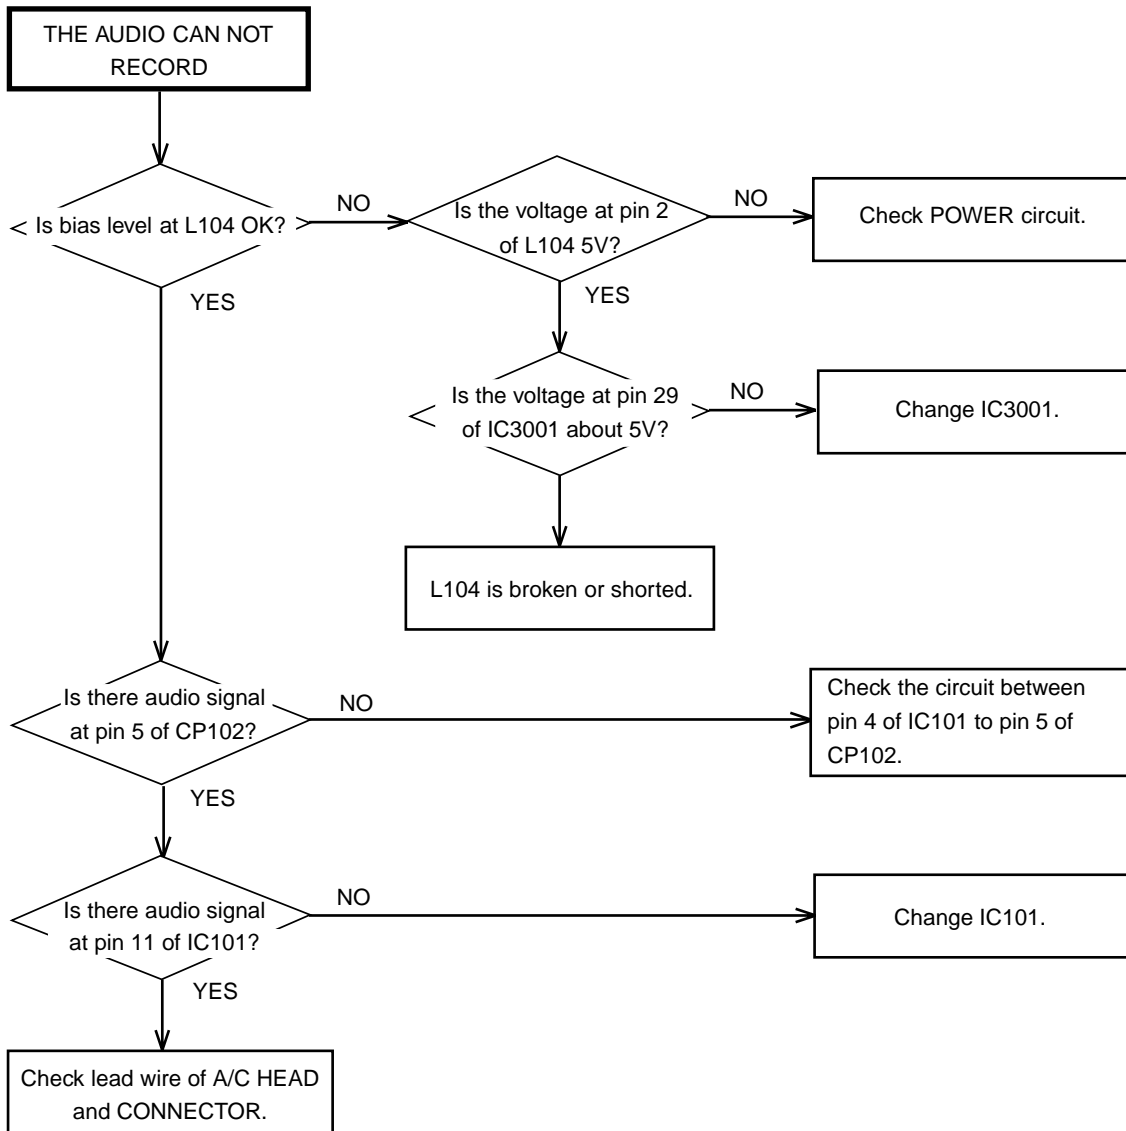 THE AUDIO CAN NOT
RECORD
Is bias level at L104 OK?
NO
Is the voltage at pin 2
of L104 5V?
NO
Check POWER circuit.
YES
YES
Is the voltage at pin 29
of IC3001 about 5V?
NO
Change IC3001.
L104 is broken or shorted.
Is there audio signal
at pin 5 of CP102?
NO
Check the circuit between
pin 4 of IC101 to pin 5 of
CP102.
YES
Is there audio signal
at pin 11 of IC101?
NO
Change IC101.
YES
Check lead wire of A/C HEAD
and CONNECTOR.